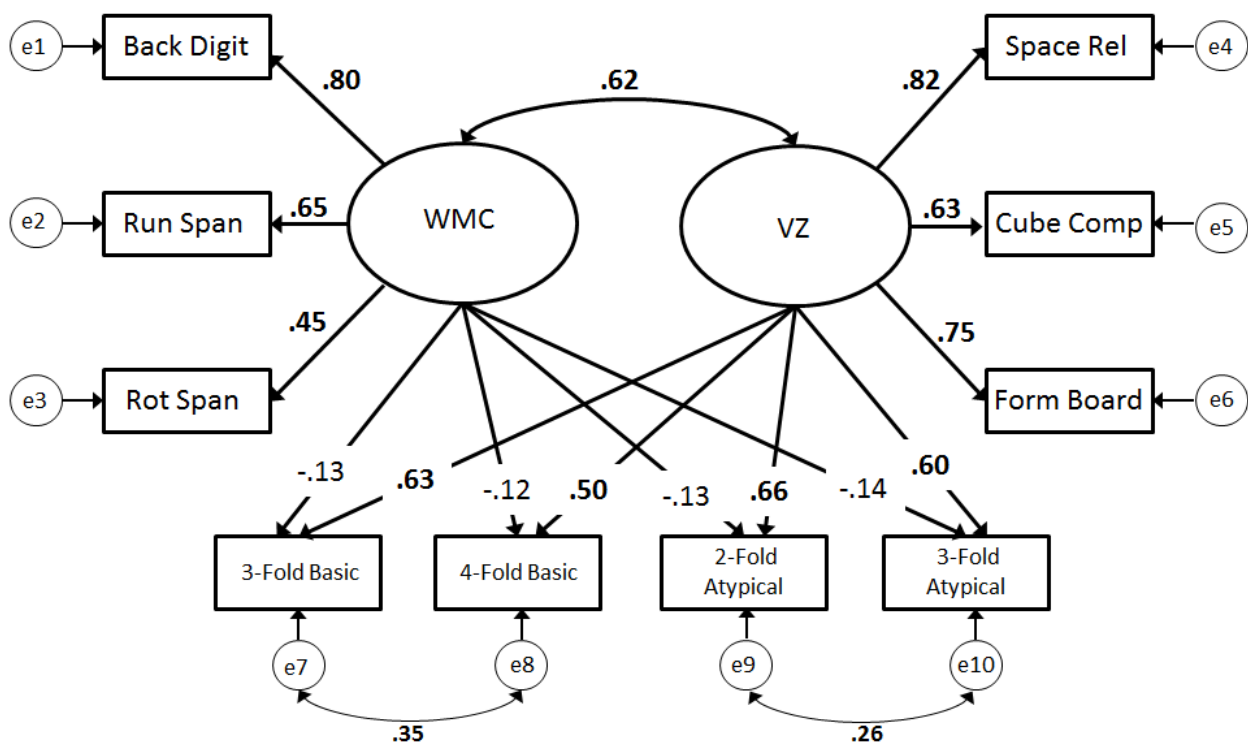 e1
Back Digit
.80
.62
.82
Space Rel
e4
e2
Run Span
.65
WMC
VZ
.63
Cube Comp
e5
e3
Rot Span
.45
.75
Form Board
e6
-.13
.63
-.12
.50
-.13
.66
-.14
.60
3-Fold Basic
4-Fold Basic
2-Fold
Atypical
3-Fold
Atypical
e7
e8
e9
e10
.35
.26